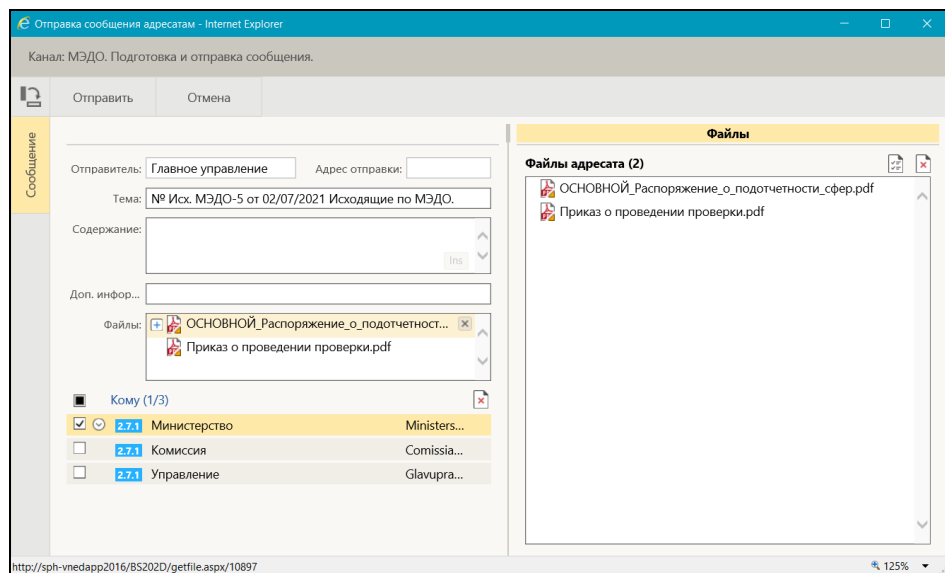 Отправка сообщения адресатам - Internet Explorer
Канал: МЭДО. Подготовка и отправка сообщения.
Отправить Отмена
Сообщение
Файлы
Отправитель: Главное управление Адрес отправки:
Файлы адресата (2)
Тема: № Исх. МЭДО-5 от 02/07/2021 Исходящие по МЭДО.
ОСНОВНОЙ_Распоряжение_о_подотчетности_сфер.pdf
Приказ о проведении проверки.pdf
Содержание:
Ins
Доп. инфор...
Файлы: ОСНОВНОЙ_Распоряжение_о_подотчетност...
Приказ о проведении проверки.pdf
Кому (1/3)
2.7.1 Министерство Ministers...
2.7.1 Комиссия Comissia...
2.7.1 Управление Glavupra...
http://sph-vnedapp2016/BS202D/getfile.aspx/10897 125%